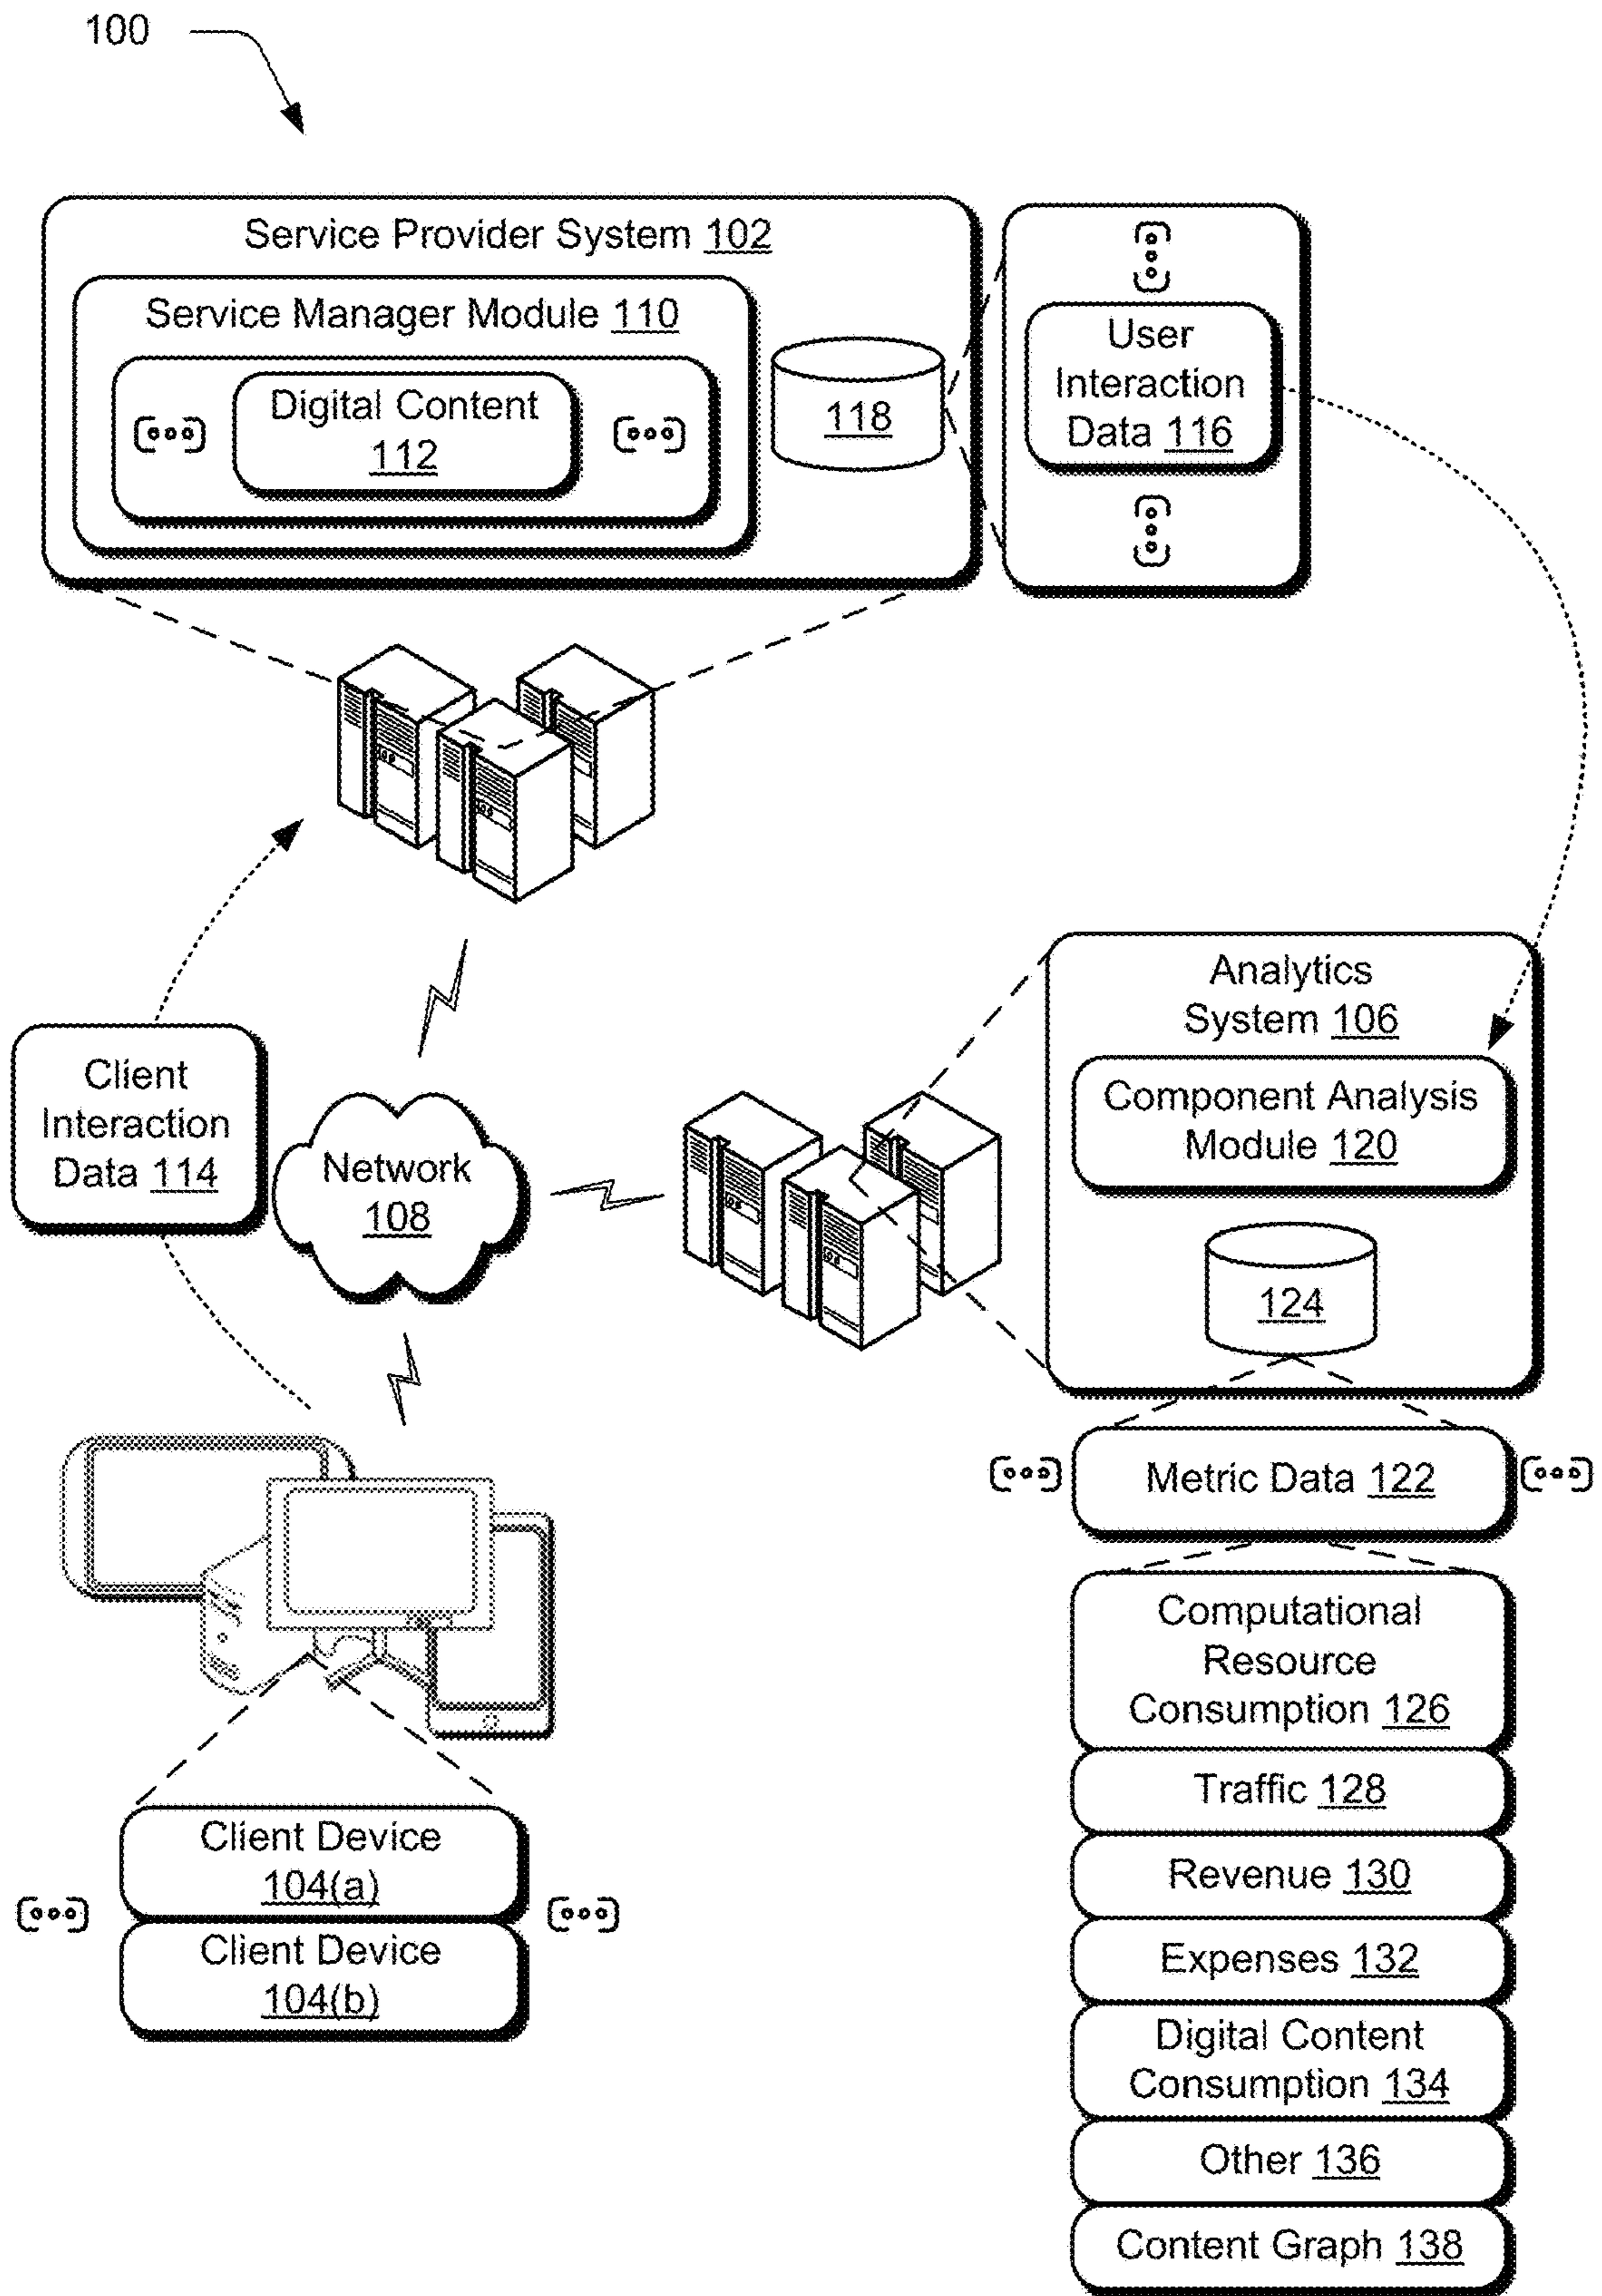 100
Service Provider System 102
Service Manager Module 110
Digital Content
112
118
User
Interaction
Data 116
Analytics
System 106
Component Analysis
Module 120
124
Client
Interaction
Data 114
Network
108
Metric Data 122
Computational
Resource
Consumption 126
Traffic 128
Revenue 130
Expenses 132
Digital Content
Consumption 134
Other 136
Content Graph 138
Client Device
104(a)
Client Device
104(b)